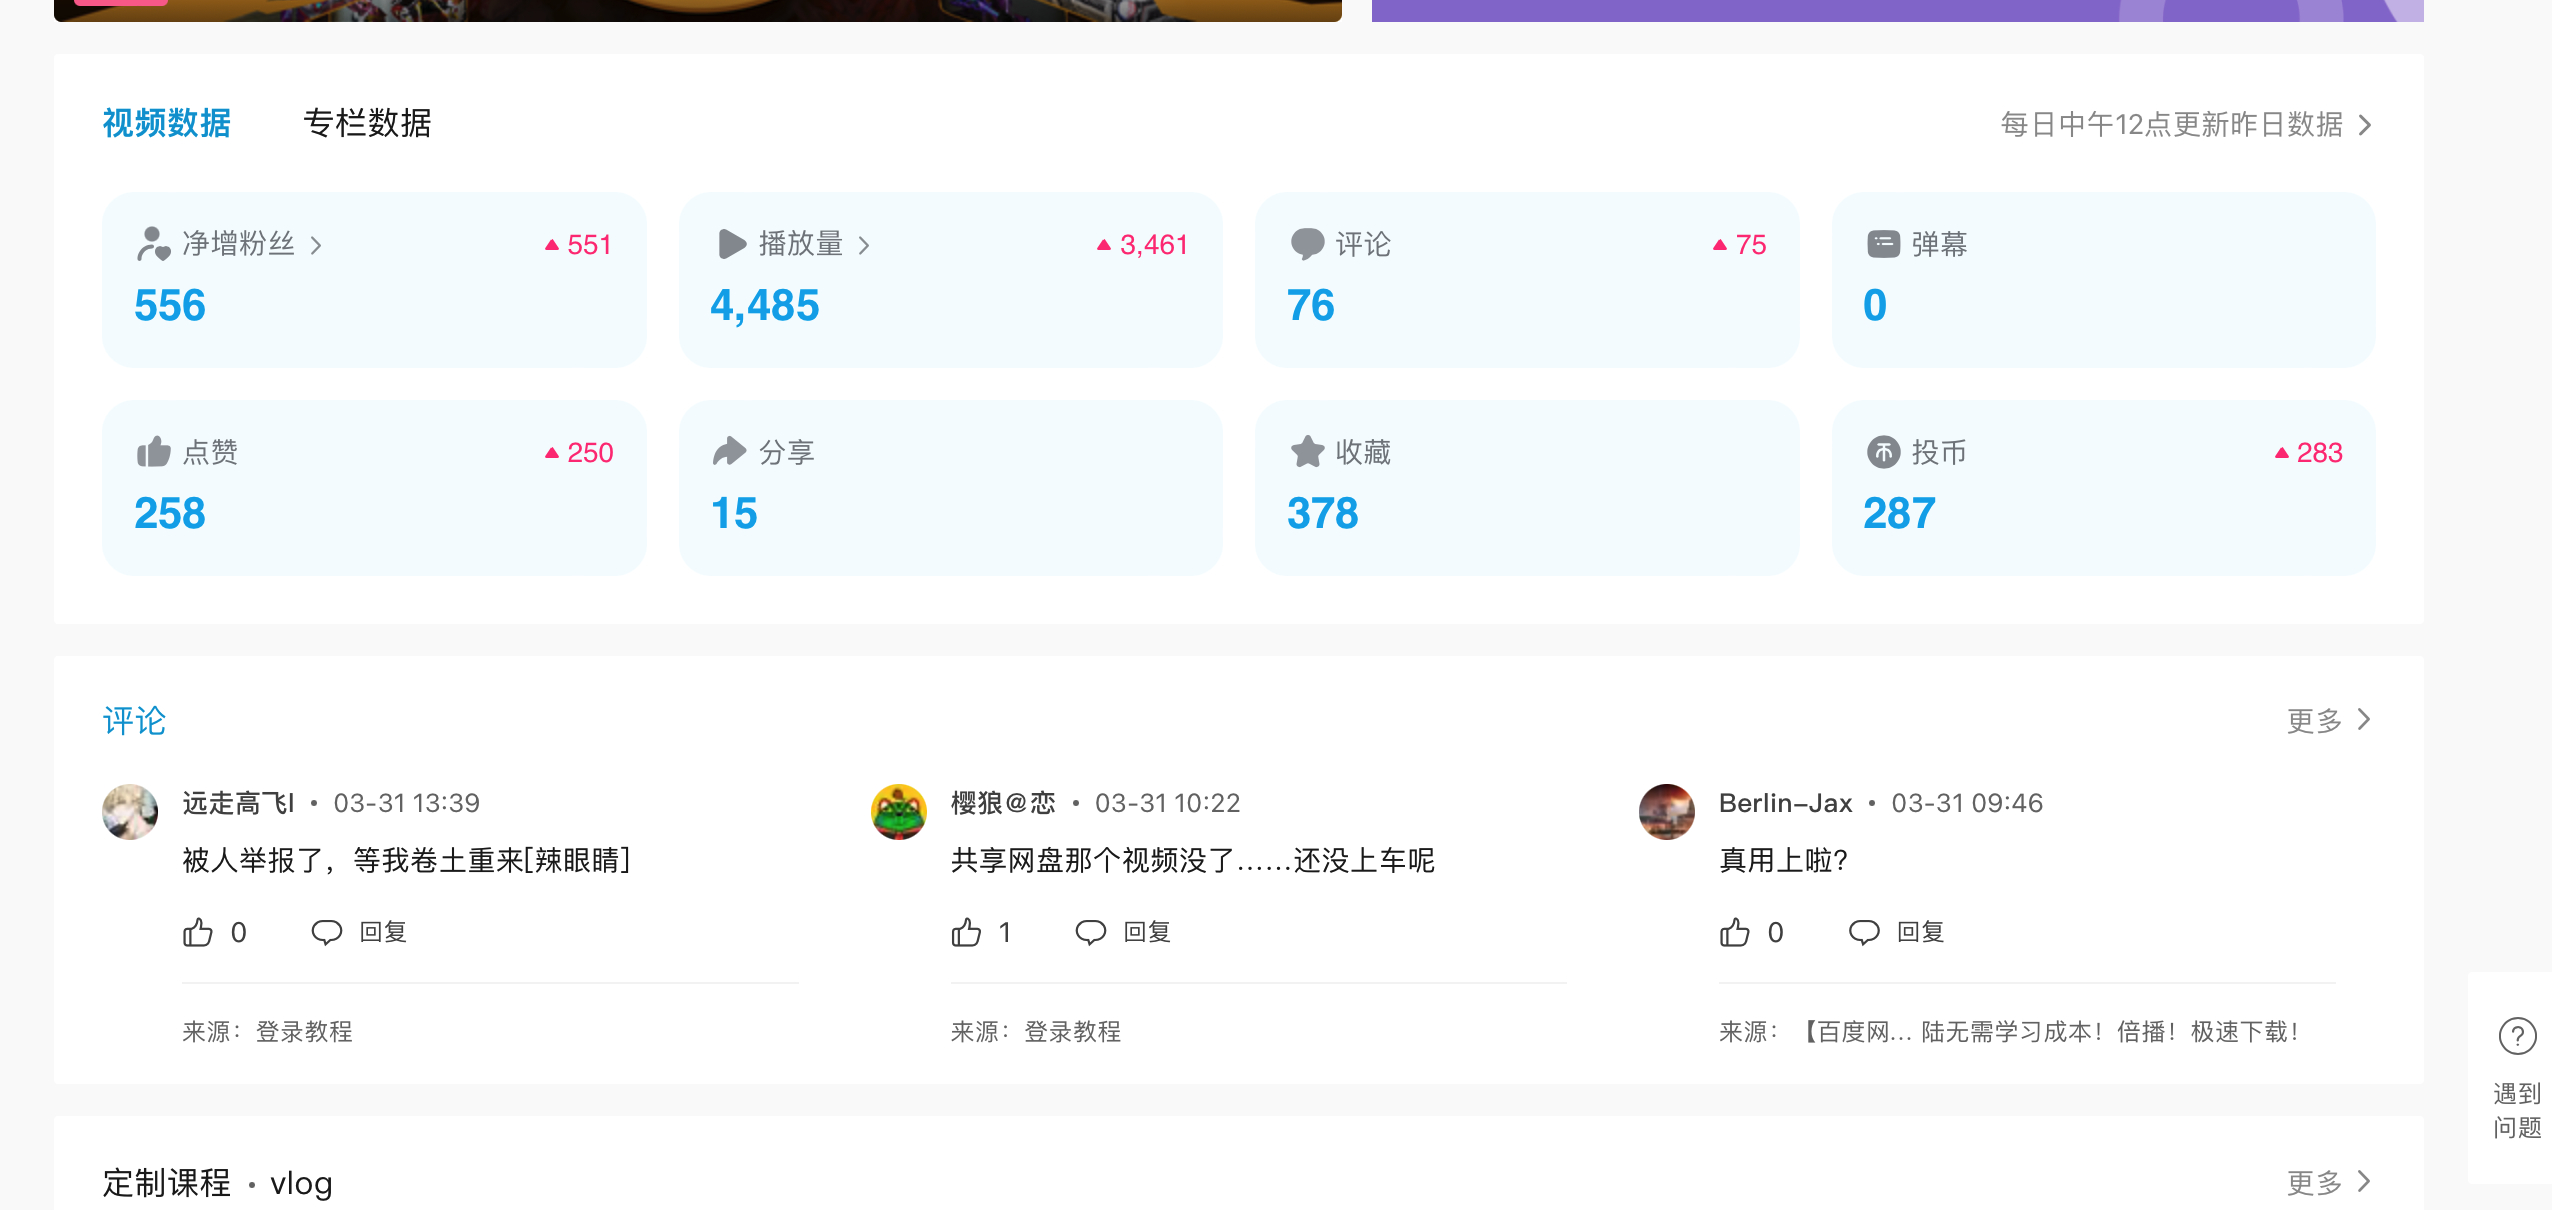 视频数据 专栏数据 每日中午12点更新昨日数据
净增粉丝 551
556
播放量 3,461
4,485
评论 75
76
弹幕
0
点赞 250
258
分享
15
收藏
378
投币 283
287
评论 更多
远走高飞l · 03-31 13:39
被人举报了，等我卷土重来[辣眼睛]
0 回复
来源：登录教程
樱狼@恋 · 03-31 10:22
共享网盘那个视频没了……还没上车呢
1 回复
来源：登录教程
Berlin-Jax · 03-31 09:46
真用上啦？
0 回复
来源：【百度网... 陆无需学习成本！倍播！极速下载！
遇到
问题
定制课程 · vlog 更多